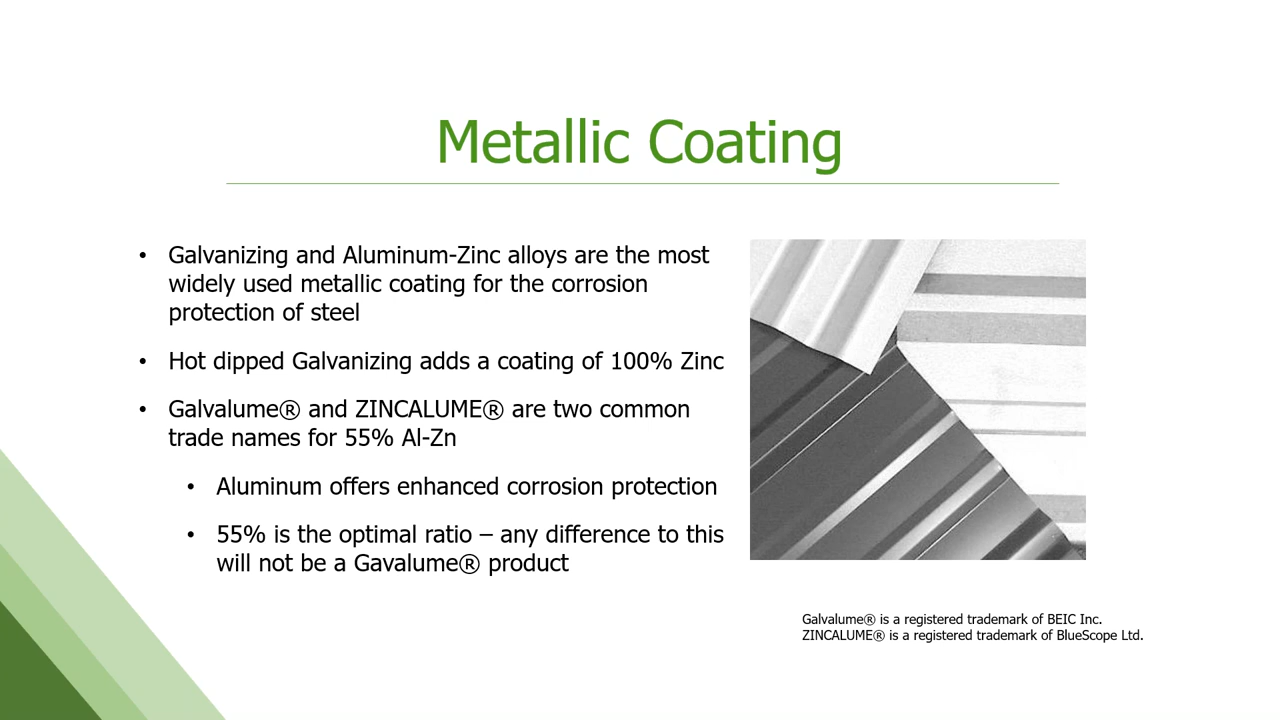 Metallic Coating
• Galvanizing and Aluminum-Zinc alloys are the most
widely used metallic coating for the corrosion
protection of steel
• Hot dipped Galvanizing adds a coating of 100% Zinc
• Galvalume® and ZINCALUME® are two common
trade names for 55% Al-Zn
• Aluminum offers enhanced corrosion protection
• 55% is the optimal ratio – any difference to this
will not be a Gavalume® product
Galvalume® is a registered trademark of BEIC Inc.
ZINCALUME® is a registered trademark of BlueScope Ltd.